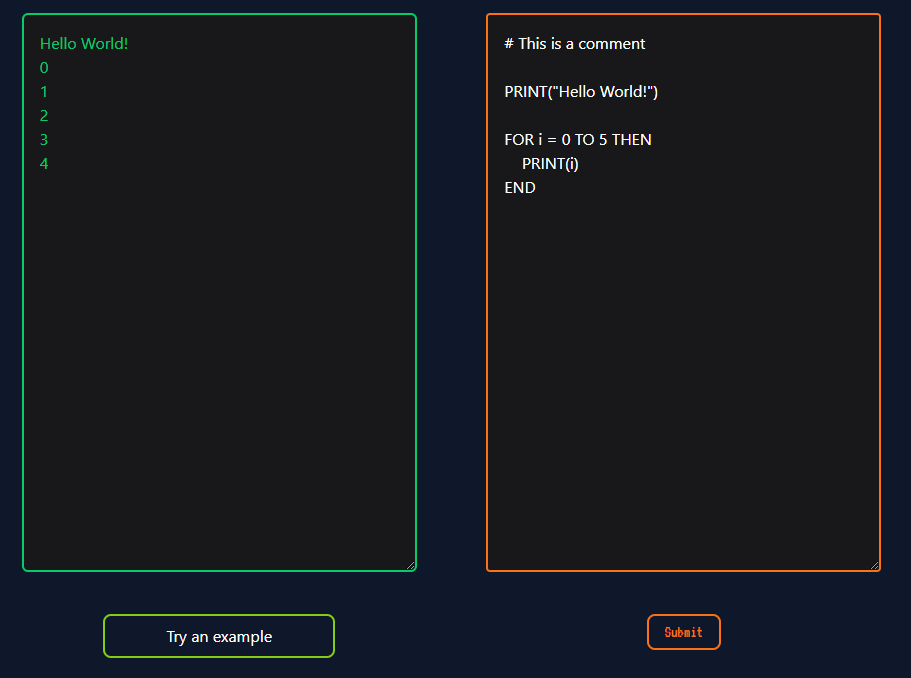 Hello World!
0
1
2
3
4
# This is a comment
PRINT("Hello World!")
FOR i = 0 TO 5 THEN
    PRINT(i)
END
Try an example
Submit